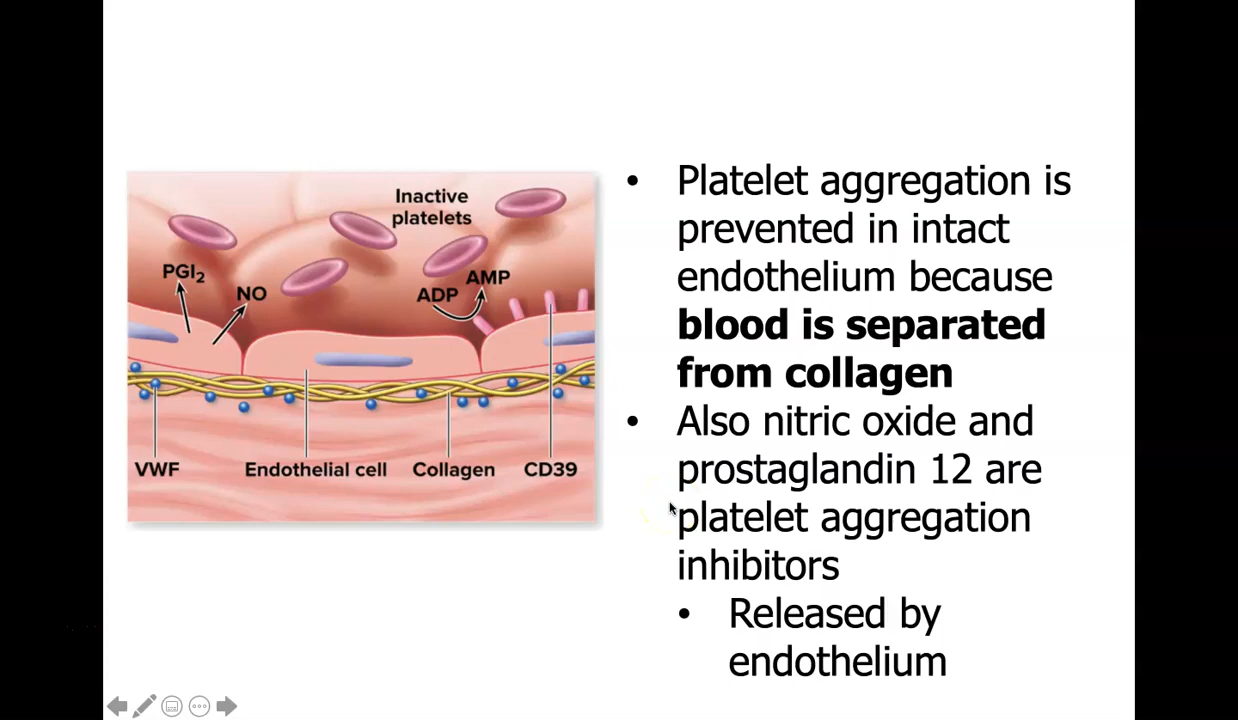 Inactive
platelets
PGI₂
NO
ADP
AMP
VWF
Endothelial cell
Collagen
CD39
• Platelet aggregation is
prevented in intact
endothelium because
blood is separated
from collagen
• Also nitric oxide and
prostaglandin 12 are
platelet aggregation
inhibitors
• Released by
endothelium